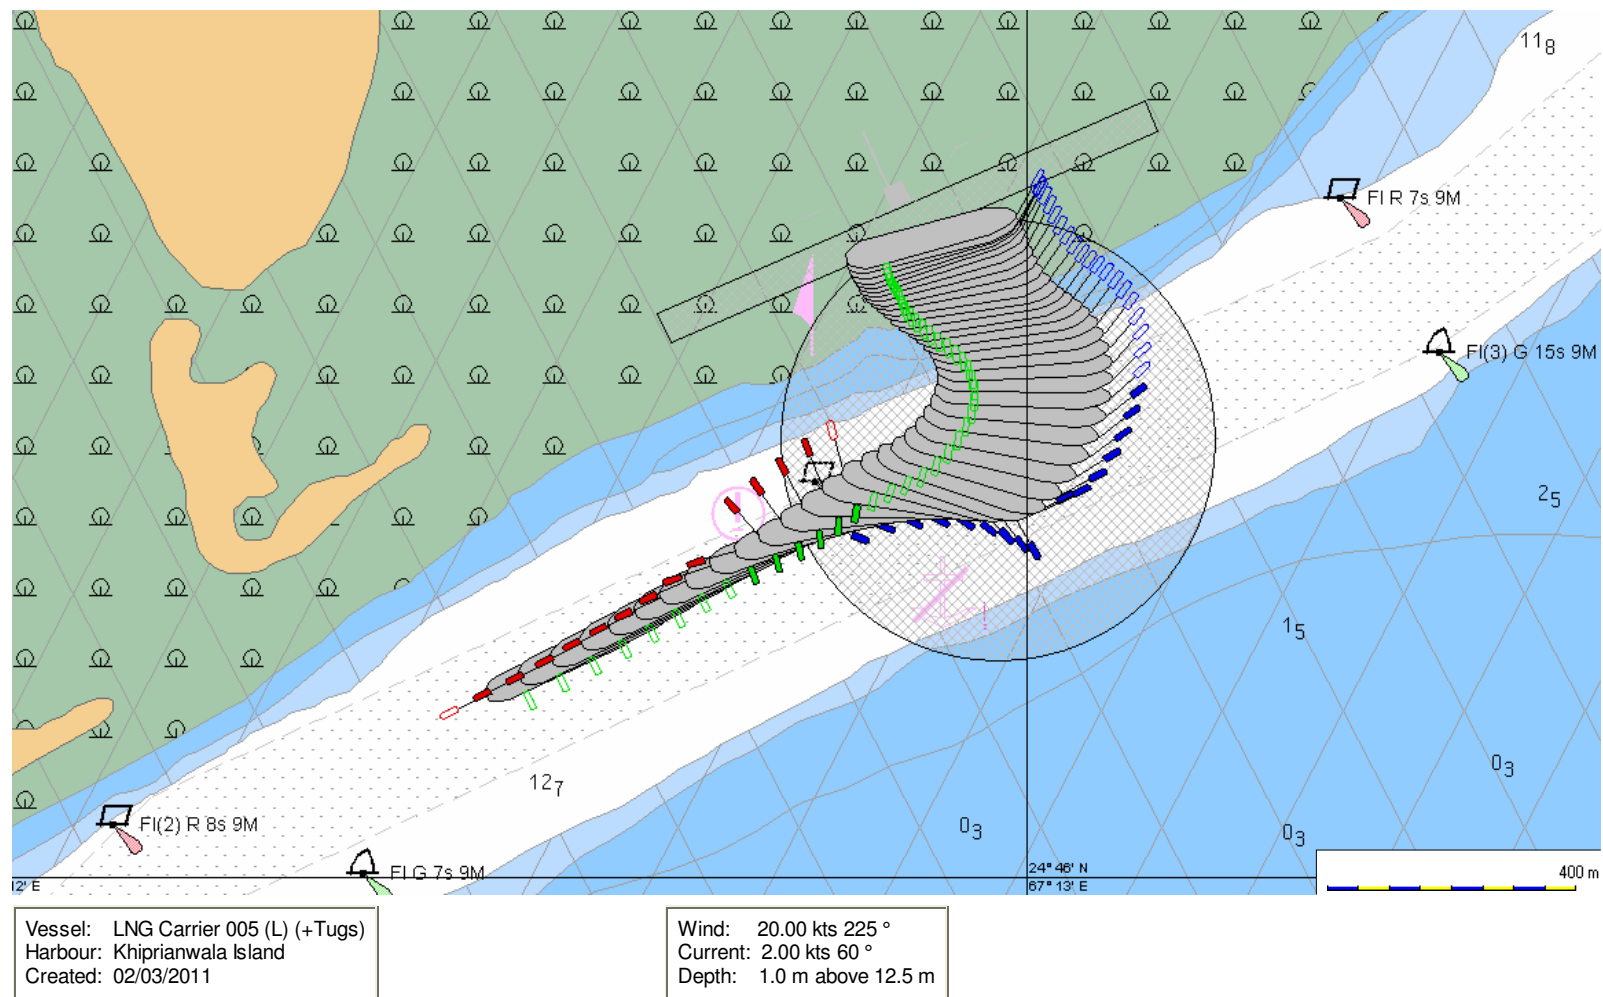 11₈
Fl R 7s 9M
Fl(3) G 15s 9M
2₅
1₅
12₇
0₃
0₃
0₃
Fl(2) R 8s 9M
Fl G 7s 9M
24° 46' N
67° 13' E
12' E
400 m
Vessel: LNG Carrier 005 (L) (+Tugs)
Harbour: Khiprianwala Island
Created: 02/03/2011
Wind: 20.00 kts 225 °
Current: 2.00 kts 60 °
Depth: 1.0 m above 12.5 m